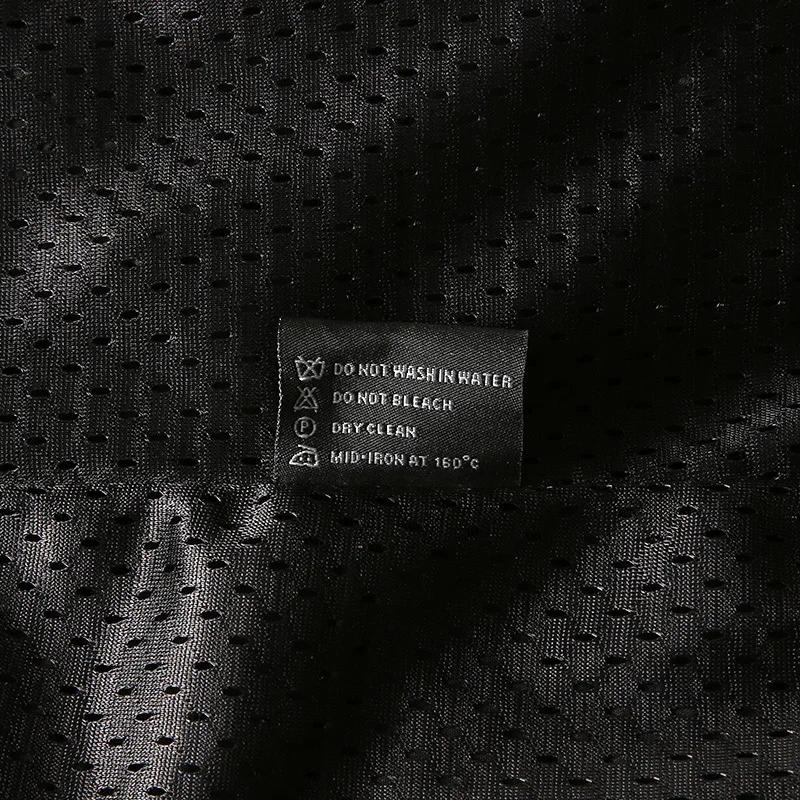 DO NOT WASH IN WATER
DO NOT BLEACH
P DRY CLEAN
MID·IRON AT 160°C